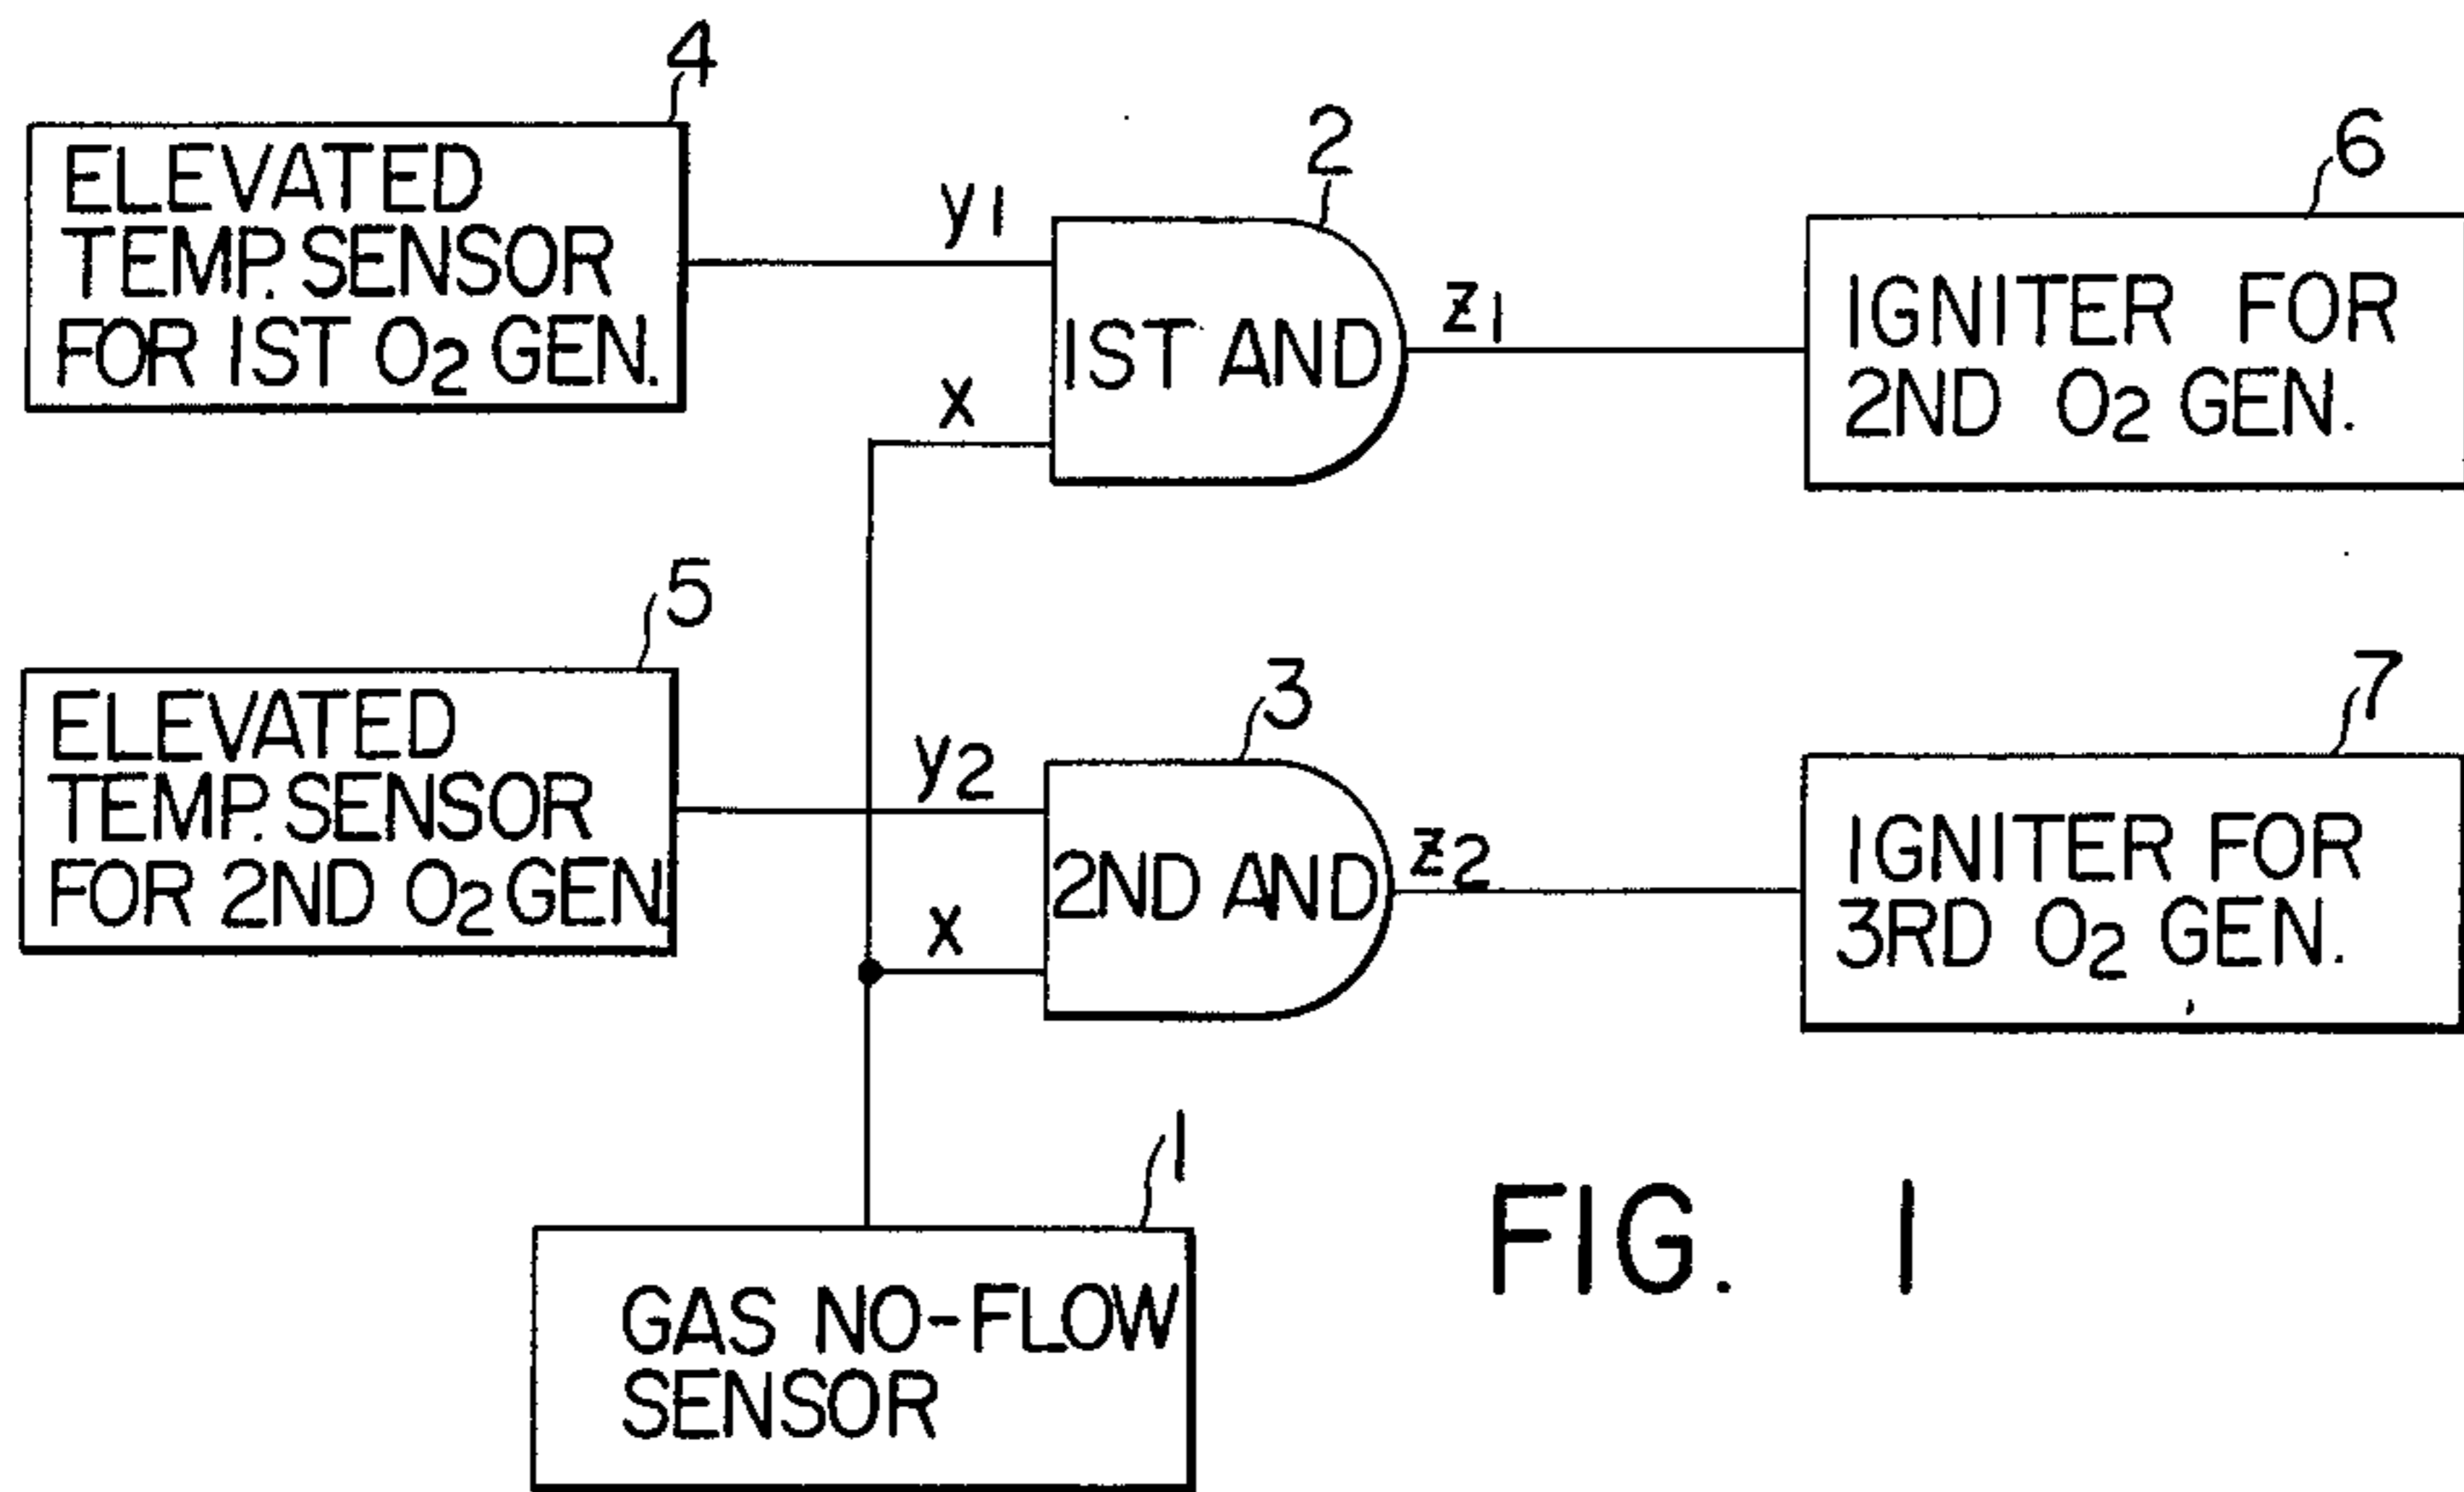 4
ELEVATED
TEMP. SENSOR
FOR 1ST O2 GEN.
y1
x
2
1ST AND
z1
6
IGNITER FOR
2ND O2 GEN.
5
ELEVATED
TEMP. SENSOR
FOR 2ND O2 GEN.
y2
x
3
2ND AND
z2
7
IGNITER FOR
3RD O2 GEN.
1
GAS NO-FLOW
SENSOR
FIG. 1